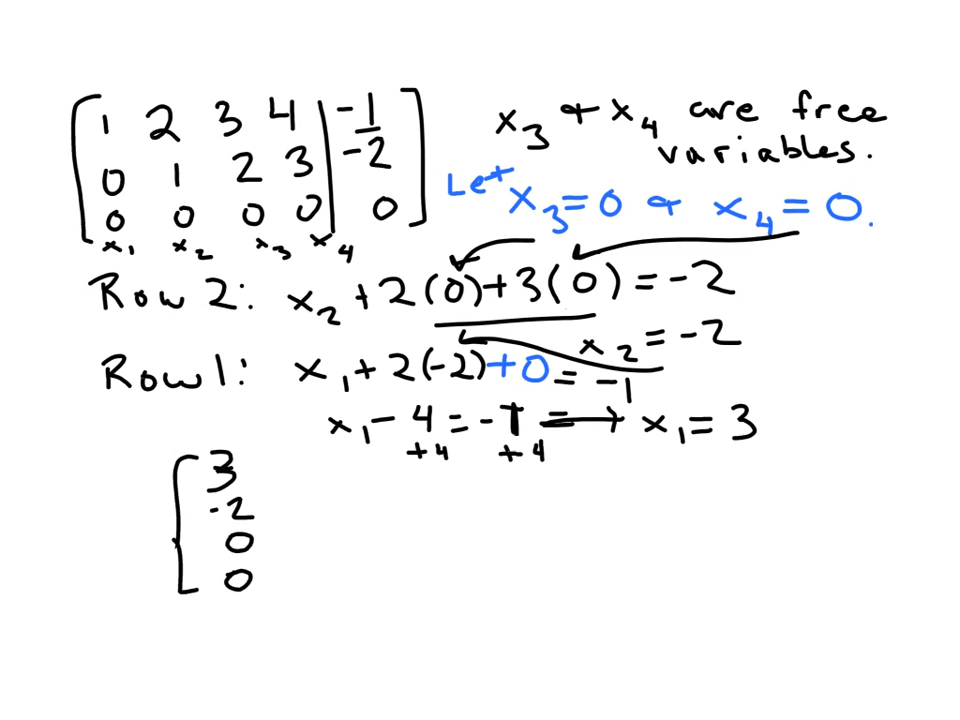 [ 1 2 3 4 | -1 ]
x₃ & x₄ are free
variables.
[ 0 1 2 3 | -2 ]
Let x₃ = 0 & x₄ = 0.
[ 0 0 0 0 | 0 ]
x₁ x₂ x₃ x₄
Row 2: x₂ + 2(0) + 3(0) = -2
x₂ = -2
Row 1: x₁ + 2(-2) + 0 = -1
x₁ - 4 = -1 ⟹ x₁ = 3
+4 +4
[ 3
-2
0
0